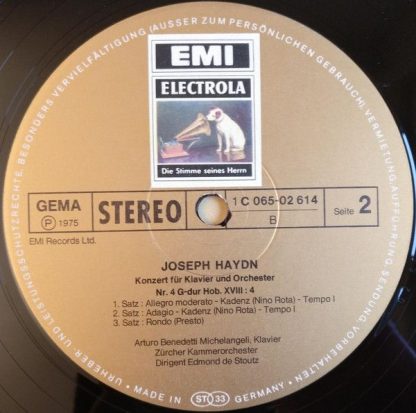 URHEBER- UND LEISTUNGSSCHUTZRECHTE, BESONDERS VERVIELFÄLTIGUNG (AUSSER ZUM PERSÖNLICHEN GEBRAUCH), VERMIETUNG, AUFFÜHRUNG, SENDUNG VORBEHALTEN
EMI
ELECTROLA
Die Stimme seines Herrn
GEMA
Ⓟ 1975
EMI Records Ltd.
STEREO
1 C 065-02 614
B
Seite 2
JOSEPH HAYDN
Konzert für Klavier und Orchester
Nr. 4 G-dur Hob. XVIII : 4
1. Satz : Allegro moderato - Kadenz (Nino Rota) - Tempo I
2. Satz : Adagio - Kadenz (Nino Rota) - Tempo I
3. Satz : Rondo (Presto)
Arturo Benedetti Michelangeli, Klavier
Zürcher Kammerorchester
Dirigent Edmond de Stoutz
MADE IN ST 33 GERMANY